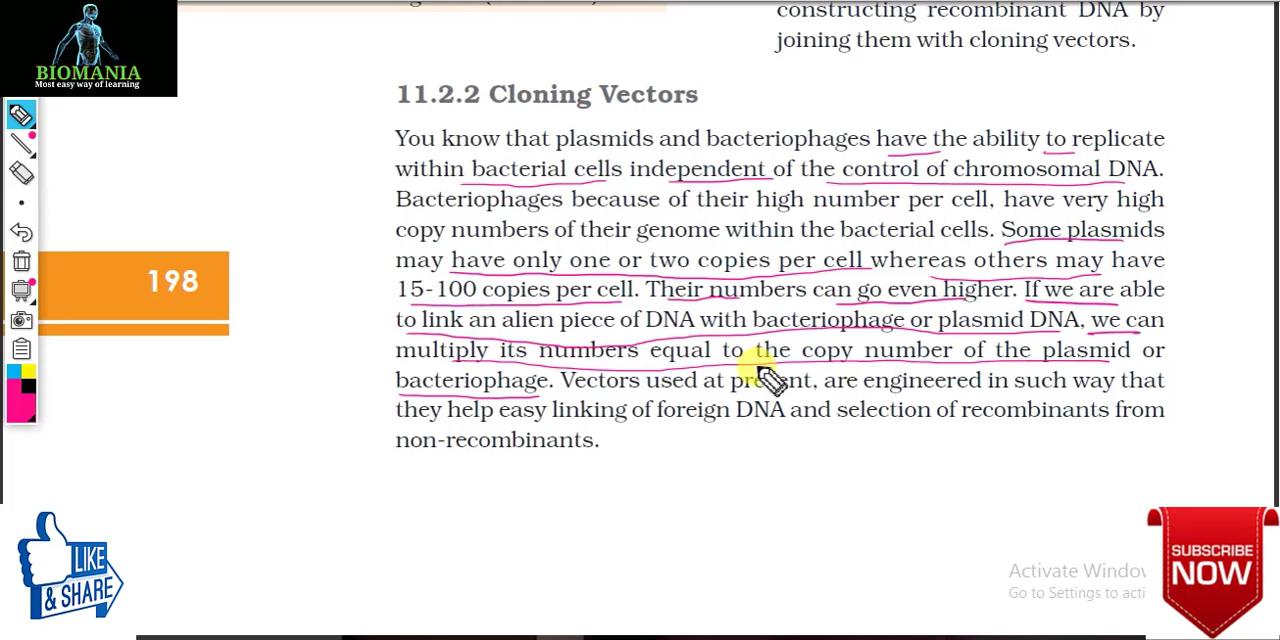 constructing recombinant DNA by
joining them with cloning vectors.
BIOMANIA
Most easy way of learning
11.2.2 Cloning Vectors
You know that plasmids and bacteriophages have the ability to replicate
within bacterial cells independent of the control of chromosomal DNA.
Bacteriophages because of their high number per cell, have very high
copy numbers of their genome within the bacterial cells. Some plasmids
may have only one or two copies per cell whereas others may have
15-100 copies per cell. Their numbers can go even higher. If we are able
to link an alien piece of DNA with bacteriophage or plasmid DNA, we can
multiply its numbers equal to the copy number of the plasmid or
bacteriophage. Vectors used at present, are engineered in such way that
they help easy linking of foreign DNA and selection of recombinants from
non-recombinants.
198
LIKE
& SHARE
SUBSCRIBE
NOW
Activate Windo
Go to Settings to acti